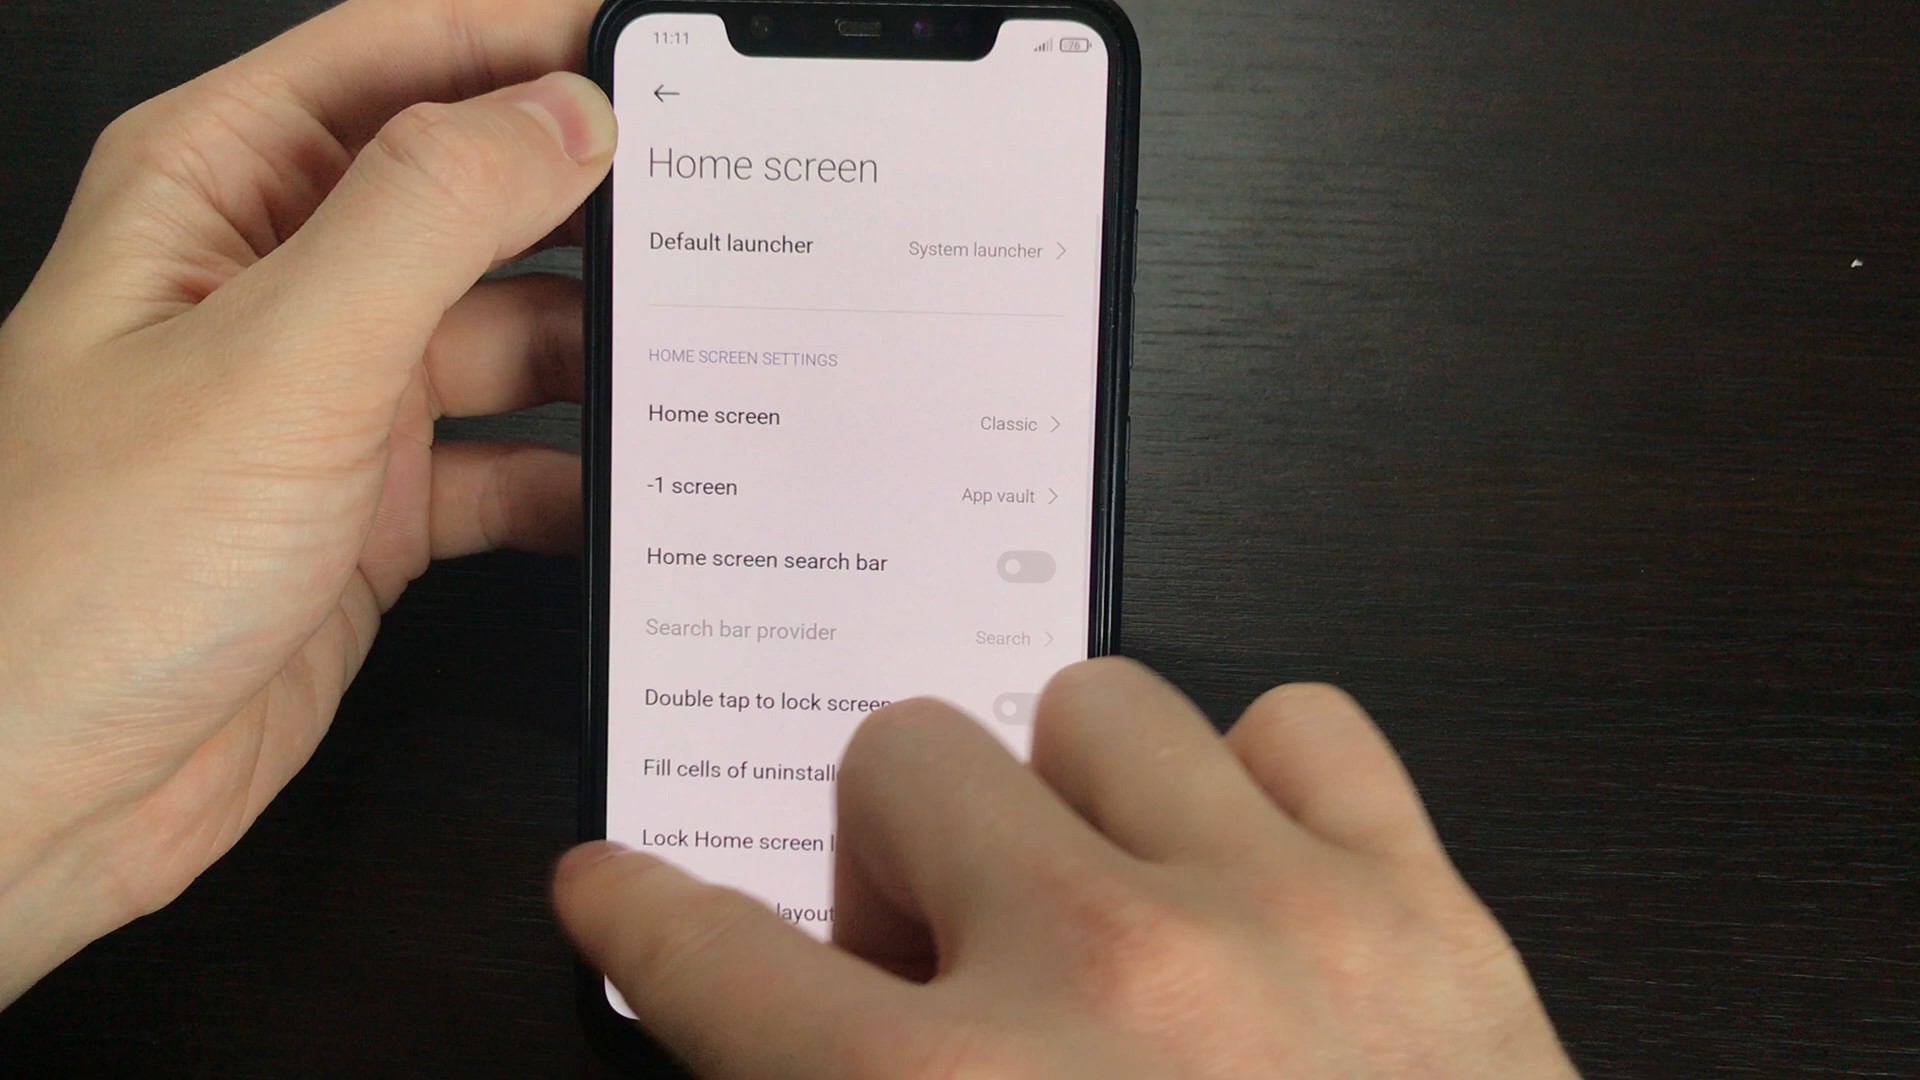 11:11
76
Home screen
Default launcher
System launcher
HOME SCREEN SETTINGS
Home screen
Classic
-1 screen
App vault
Home screen search bar
Search bar provider
Search
Double tap to lock screen
Fill cells of
Lock Home screen
layout